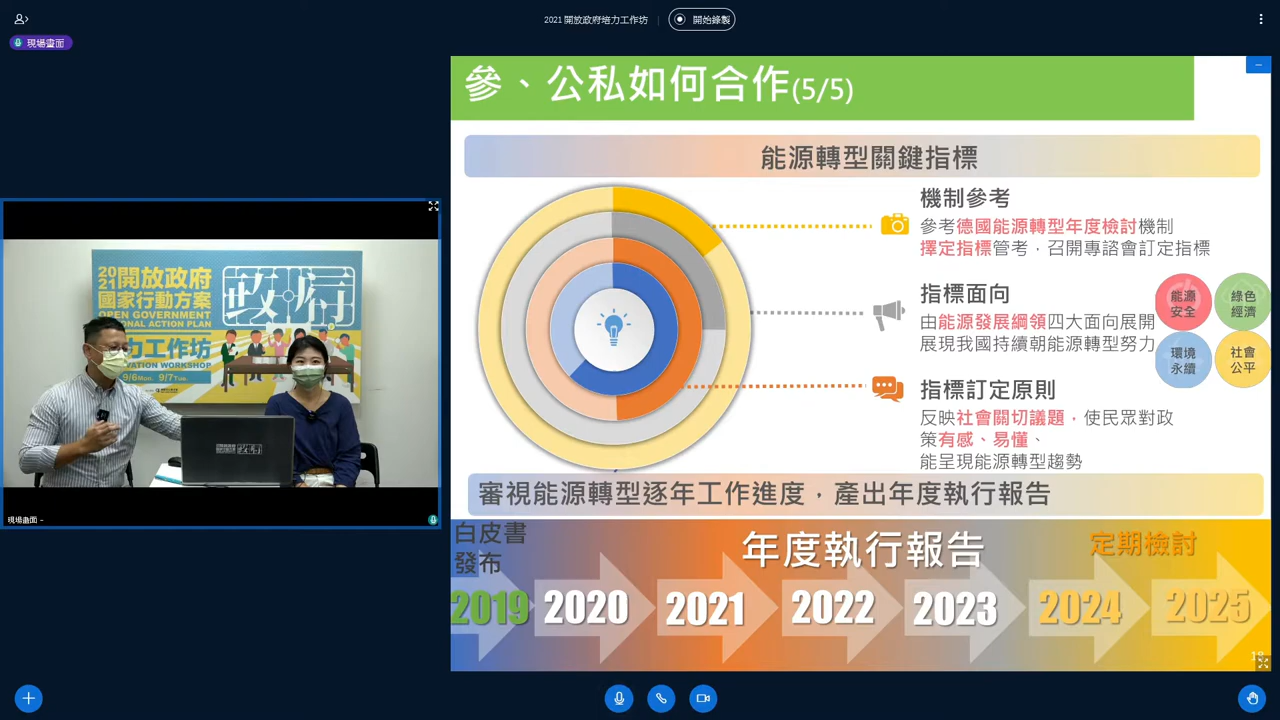 2021 開放政府培力工作坊
開始錄製
現場畫面
2021 開放政府
國家行動方案
OPEN GOVERNMENT
NATIONAL ACTION PLAN
力工作坊
9/6Mon. 9/7Tue.
現場畫面
參、公私如何合作(5/5)
能源轉型關鍵指標
機制參考
參考德國能源轉型年度檢討機制
擇定指標管考，召開專諮會訂定指標
指標面向
由能源發展綱領四大面向展開
展現我國持續朝能源轉型努力
能源
安全
綠色
經濟
環境
永續
社會
公平
指標訂定原則
反映社會關切議題，使民眾對政
策有感、易懂、
能呈現能源轉型趨勢
審視能源轉型逐年工作進度，產出年度執行報告
白皮書
發布
年度執行報告
定期檢討
2019 2020 2021 2022 2023 2024 2025